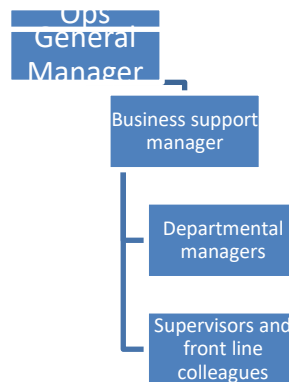 Ops
General
Manager
Business support
manager
Departmental
managers
Supervisors and
front line
colleagues